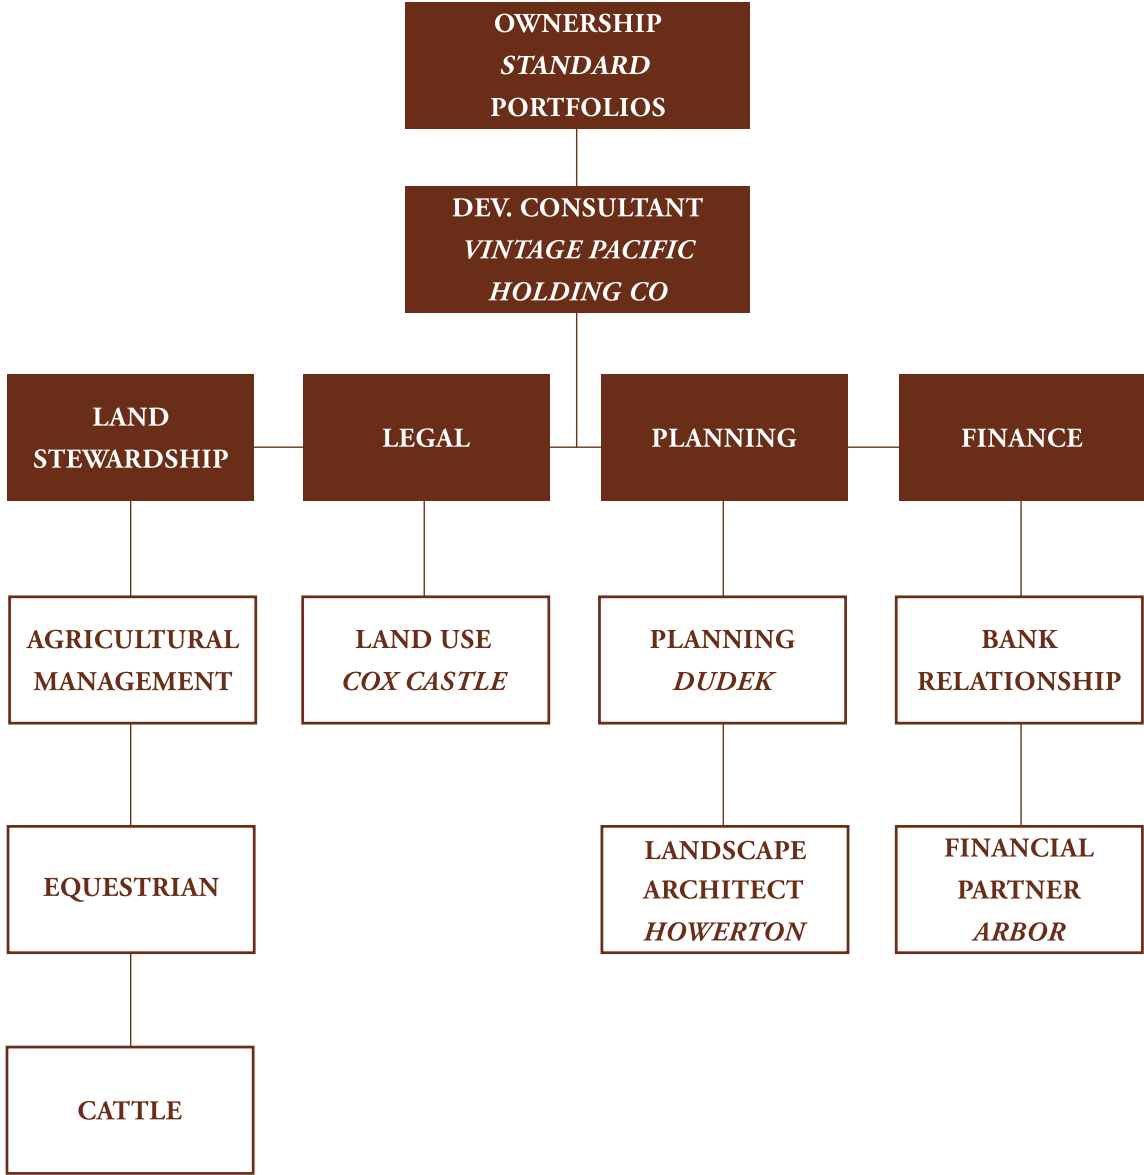 OWNERSHIP
STANDARD
PORTFOLIOS
DEV. CONSULTANT
VINTAGE PACIFIC
HOLDING CO
LAND
STEWARDSHIP
LEGAL
PLANNING
FINANCE
AGRICULTURAL
MANAGEMENT
LAND USE
COX CASTLE
PLANNING
DUDEK
BANK
RELATIONSHIP
EQUESTRIAN
LANDSCAPE
ARCHITECT
HOWERTON
FINANCIAL
PARTNER
ARBOR
CATTLE